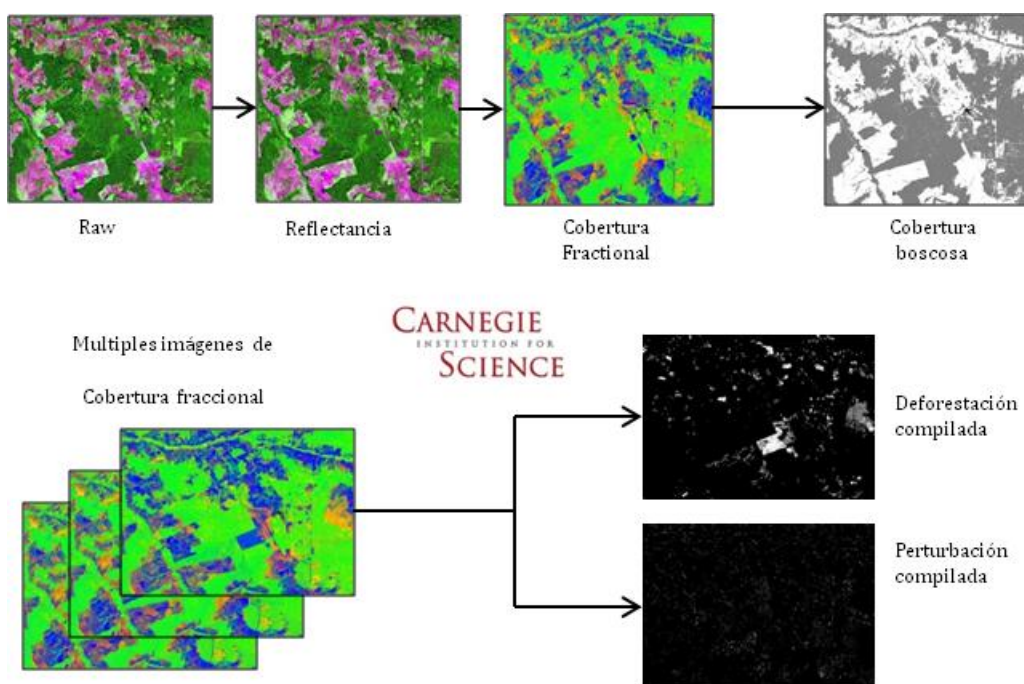 Raw
Reflectancia
Cobertura
Fractional
Cobertura
boscosa
CARNEGIE
INSTITUTION FOR
SCIENCE
Multiples imágenes de
Cobertura fraccional
Deforestación
compilada
Perturbación
compilada